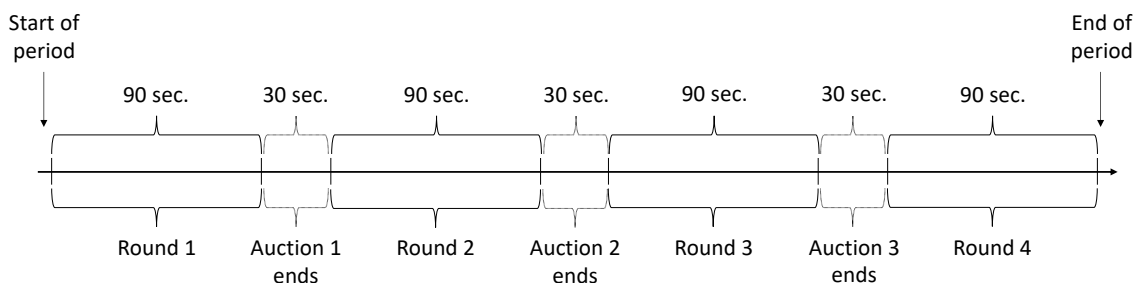 Start of
period
End of
period
90 sec.
30 sec.
90 sec.
30 sec.
90 sec.
30 sec.
90 sec.
Round 1
Auction 1
ends
Round 2
Auction 2
ends
Round 3
Auction 3
ends
Round 4